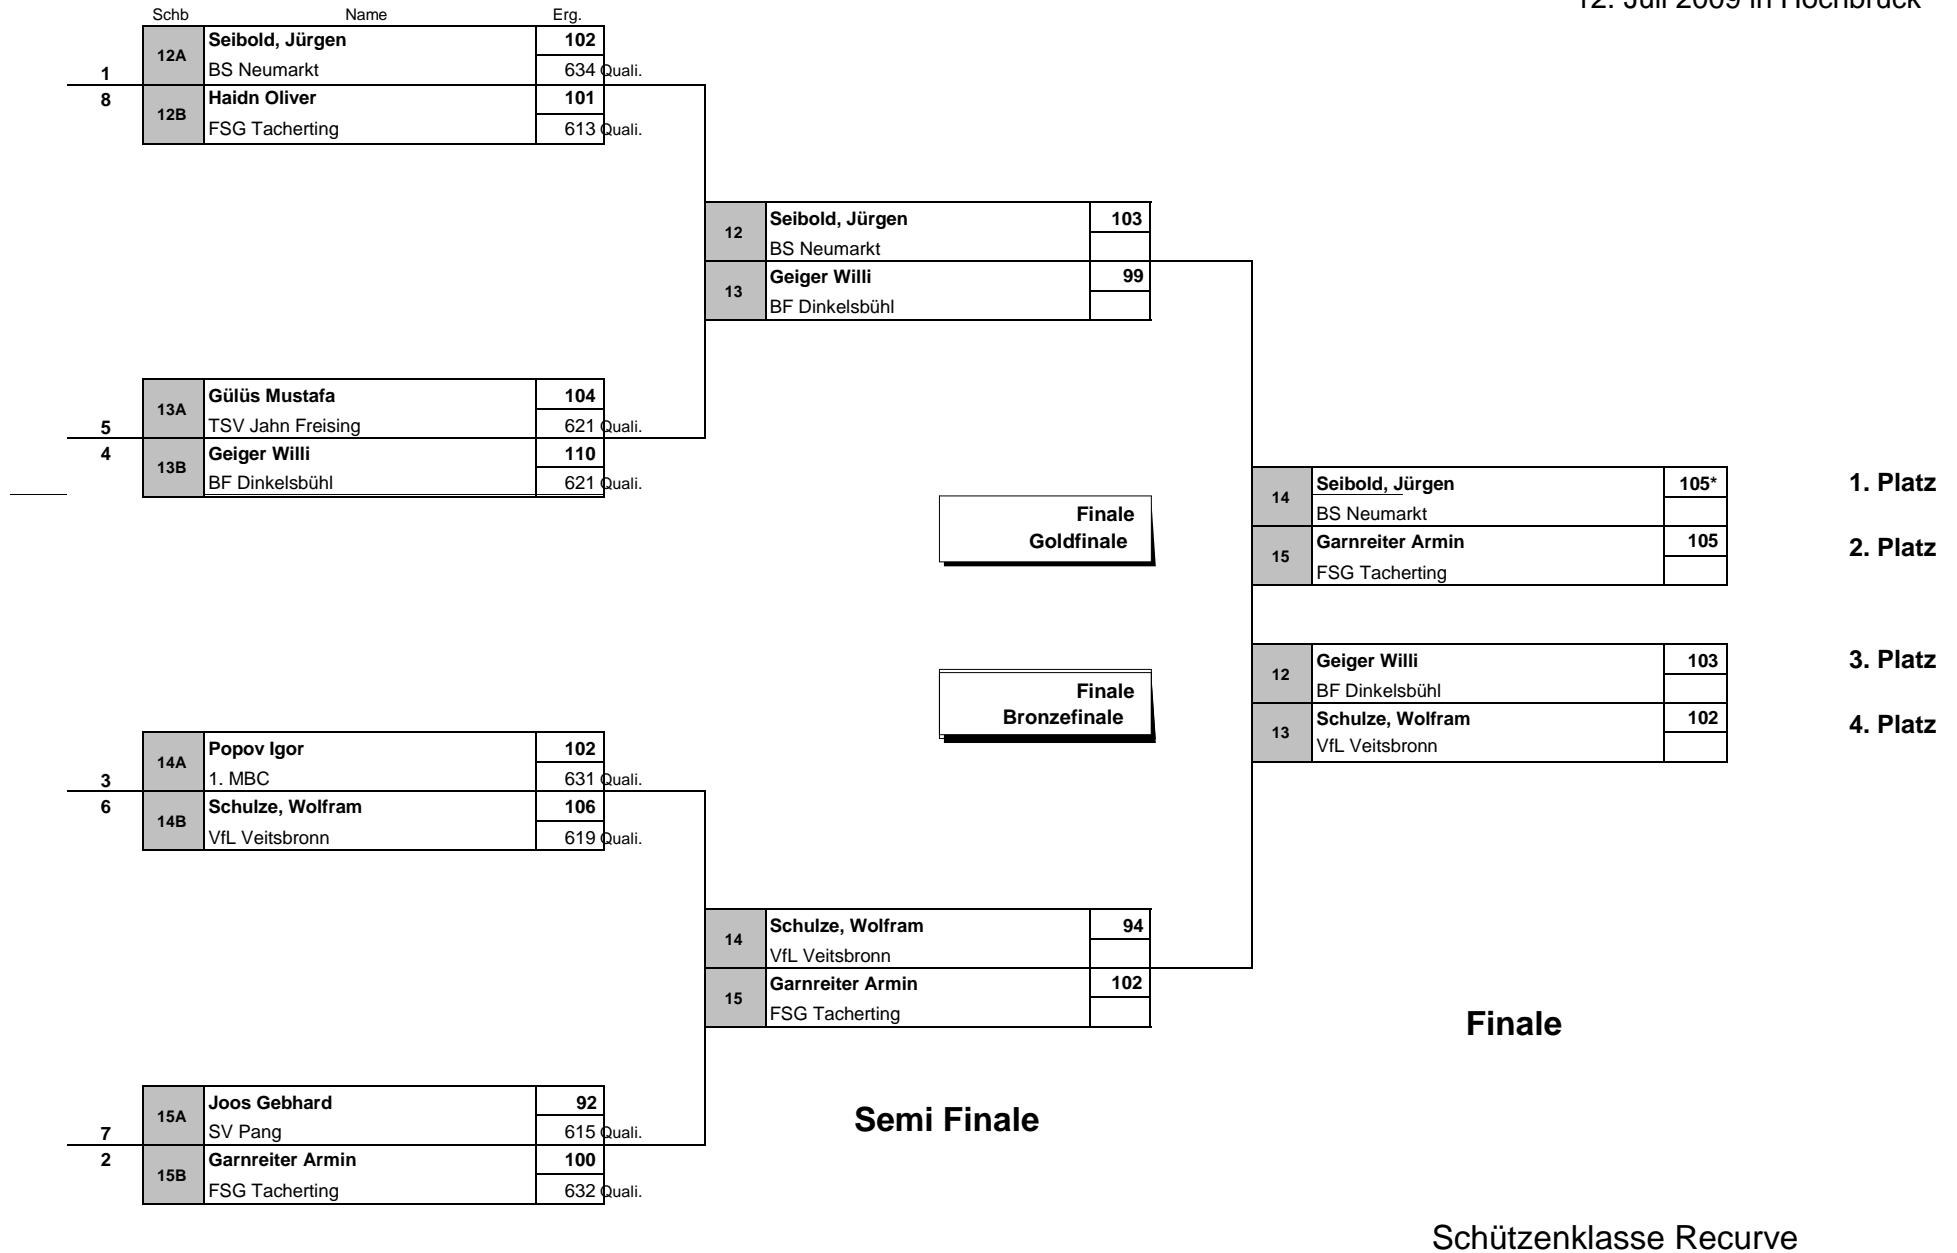 12. Juli 2009 in Hochbrück
Schb Name Erg.
12A Seibold, Jürgen 102
1 BS Neumarkt 634 Quali.
8 12B Haidn Oliver 101
FSG Tacherting 613 Quali.
12 Seibold, Jürgen 103
BS Neumarkt
13 Geiger Willi 99
BF Dinkelsbühl
13A Gülüs Mustafa 104
5 TSV Jahn Freising 621 Quali.
4 13B Geiger Willi 110
BF Dinkelsbühl 621 Quali.
14 Seibold, Jürgen 105* 1. Platz
BS Neumarkt
Finale
Goldfinale
15 Garnreiter Armin 105 2. Platz
FSG Tacherting
12 Geiger Willi 103 3. Platz
BF Dinkelsbühl
Finale
Bronzefinale
13 Schulze, Wolfram 102 4. Platz
VfL Veitsbronn
14A Popov Igor 102
3 1. MBC 631 Quali.
6 14B Schulze, Wolfram 106
VfL Veitsbronn 619 Quali.
14 Schulze, Wolfram 94
VfL Veitsbronn
15 Garnreiter Armin 102
FSG Tacherting
Finale
15A Joos Gebhard 92
7 SV Pang 615 Quali.
2 15B Garnreiter Armin 100
FSG Tacherting 632 Quali.
Semi Finale
Schützenklasse Recurve